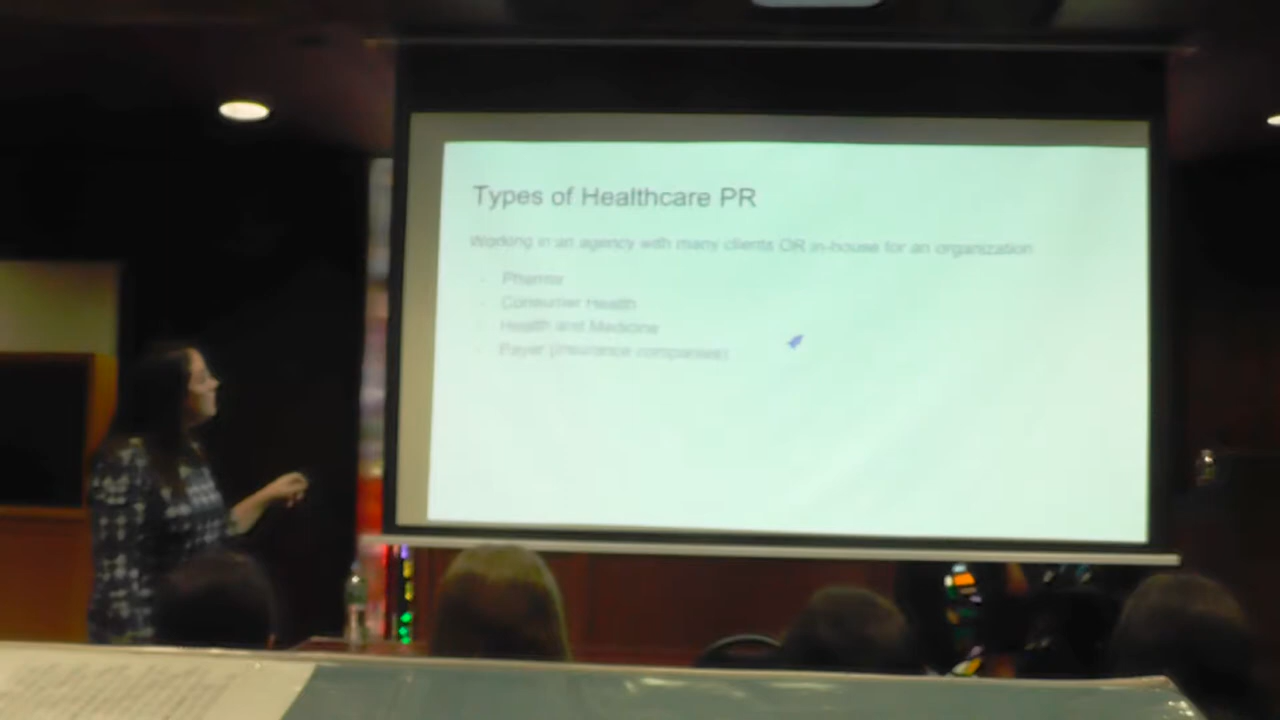 Types of Healthcare PR
Working in an agency with many clients OR in-house for an organization
- Pharma
- Consumer Health
- Health and Medicine
- Payer (insurance companies)